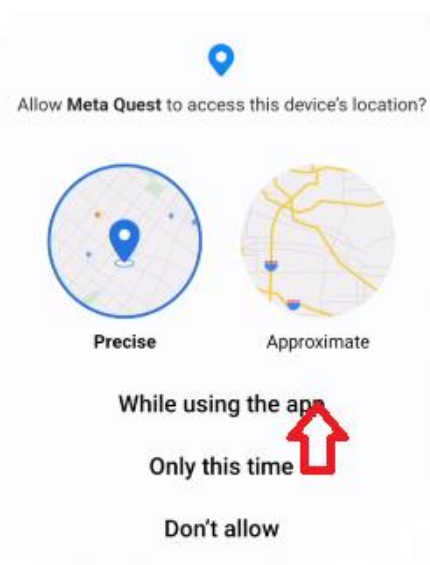 Allow Meta Quest to access this device's location?
Precise
Approximate
While using the app
Only this time
Don't allow